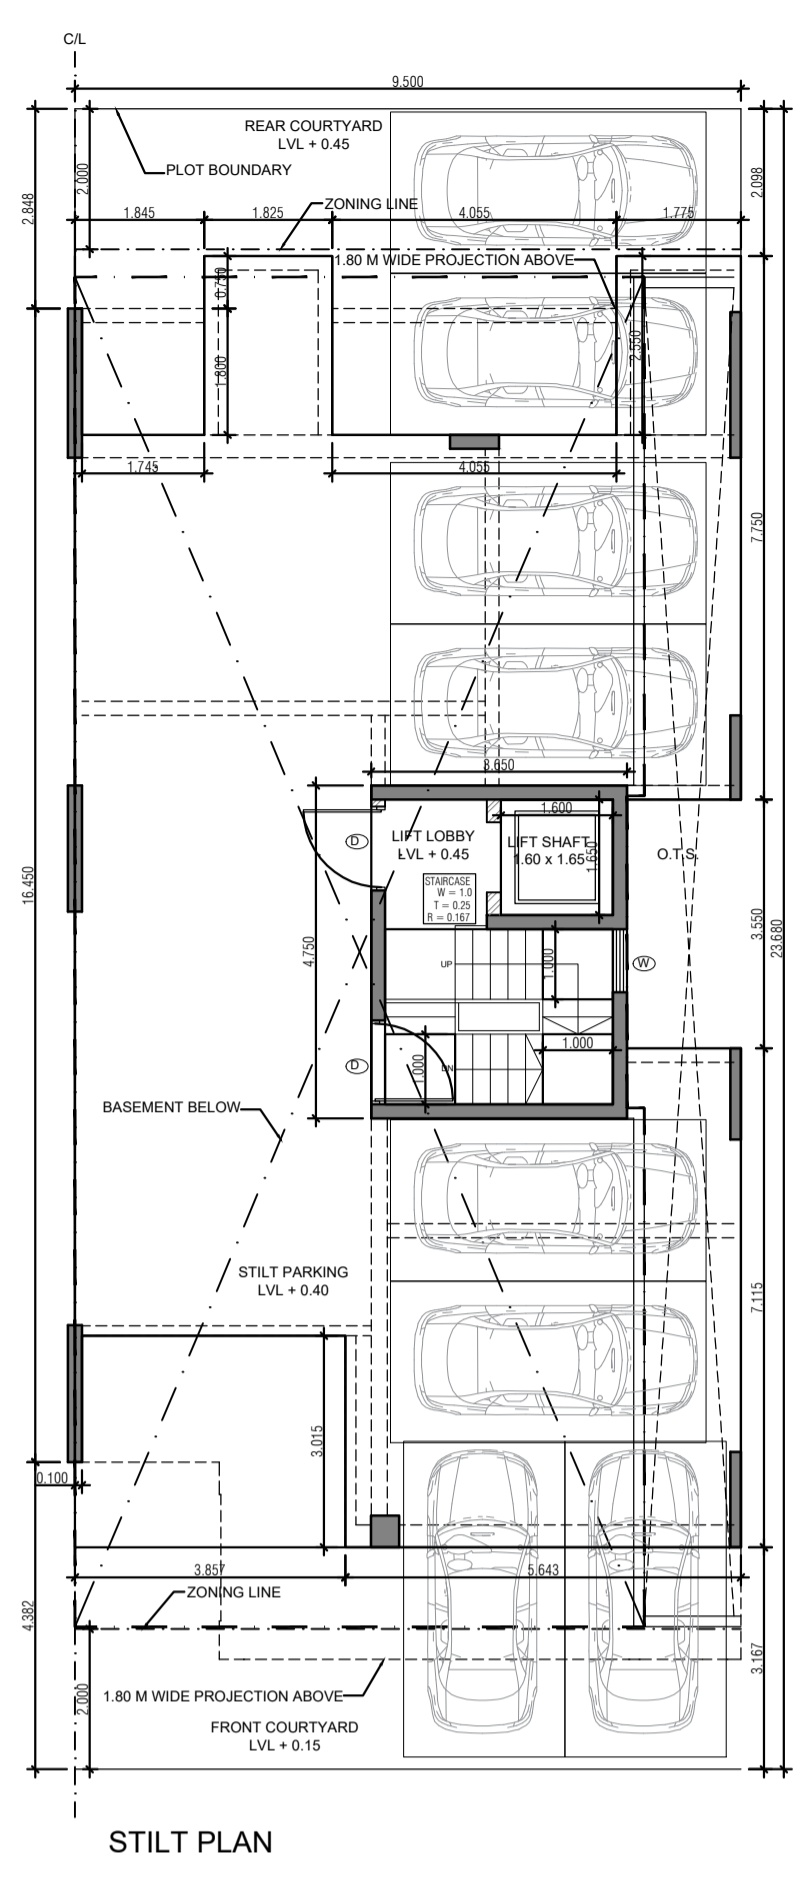 C/L
9.500
REAR COURTYARD
LVL + 0.45
PLOT BOUNDARY
2.000
2.848
2.098
ZONING LINE
1.845
1.825
4.055
1.775
1.80 M WIDE PROJECTION ABOVE
0.750
1.800
2.550
1.745
4.055
7.750
3.650
1.600
LIFT LOBBY
LVL + 0.45
LIFT SHAFT
1.60 x 1.65
1.650
O.T.S.
D
STAIRCASE
W = 1.0
T = 0.25
R = 0.167
16.450
4.750
3.550
23.680
UP
1.000
W
D
1.000
DN
1.000
BASEMENT BELOW
STILT PARKING
LVL + 0.40
7.115
3.015
0.100
3.857
5.643
ZONING LINE
4.382
3.167
2.000
1.80 M WIDE PROJECTION ABOVE
FRONT COURTYARD
LVL + 0.15
STILT PLAN